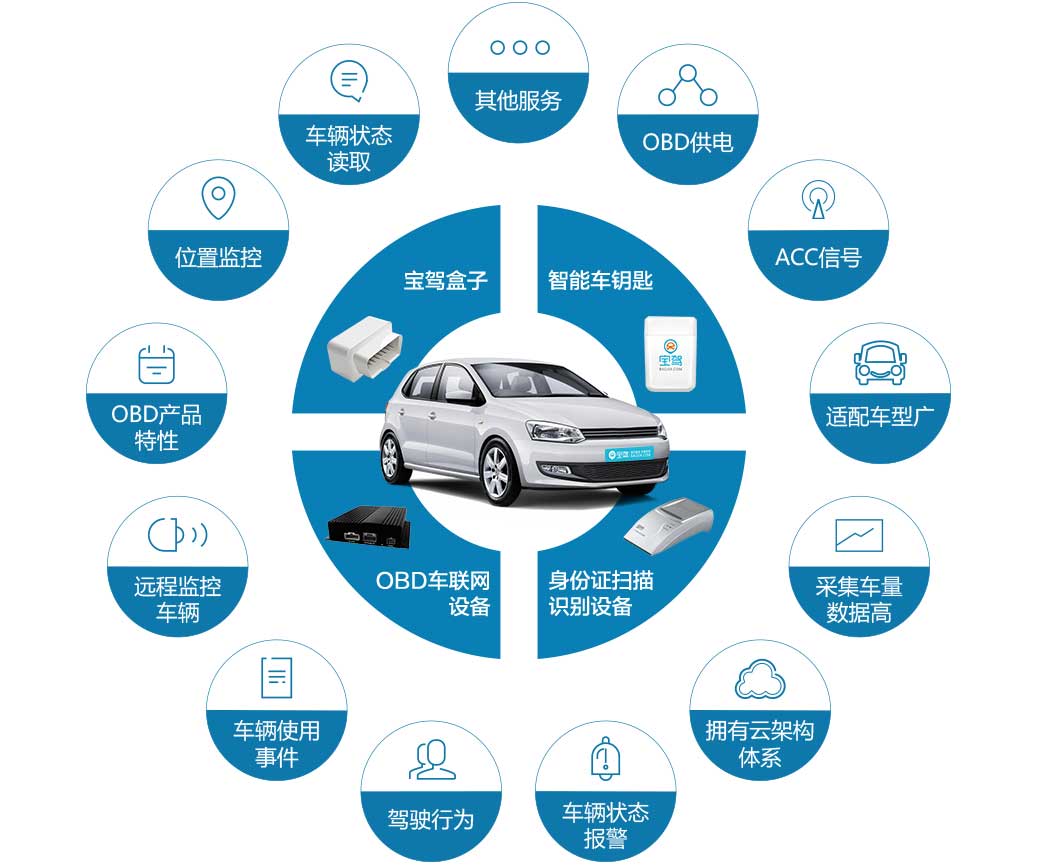 其他服务
车辆状态
读取
OBD供电
位置监控
ACC信号
宝驾盒子
智能车钥匙
宝驾
OBD产品
特性
适配车型广
宝驾
远程监控
车辆
OBD车联网
设备
身份证扫描
识别设备
采集车量
数据高
车辆使用
事件
拥有云架构
体系
驾驶行为
车辆状态
报警